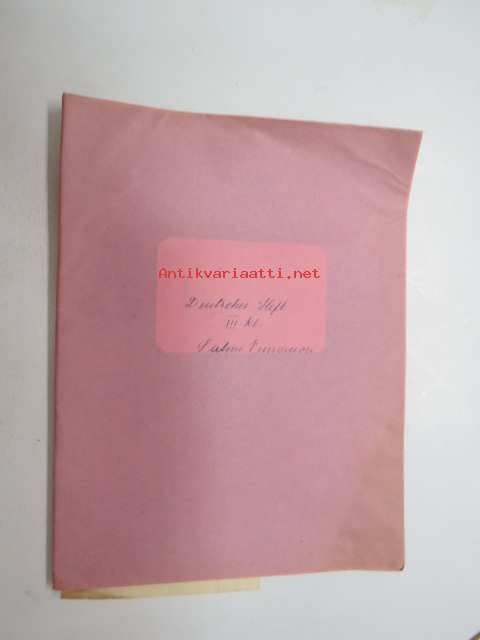 Antikvariaatti.net
Deutsches Heft
III. Kl.